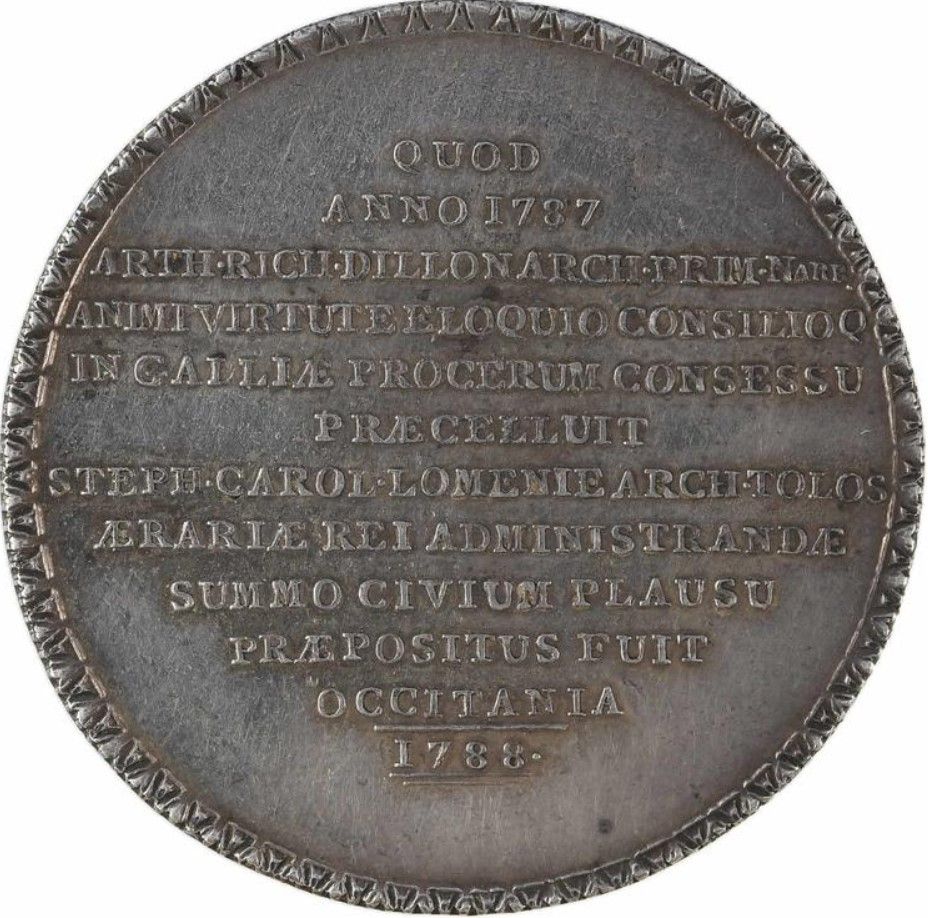 QUOD
ANNO 1787
ARTH·RICH·DILLON ARCH·PRIM·NARB
ANIMI VIRTUTE ELOQUIO CONSILIOQ
IN GALLIÆ PROCERUM CONSESSU
PRÆCELLUIT
STEPH·CAROL·LOMENIE ARCH·TOLOS
ÆRARIÆ REI ADMINISTRANDÆ
SUMMO CIVIUM PLAUSU
PRÆPOSITUS FUIT
OCCITANIA
1788·